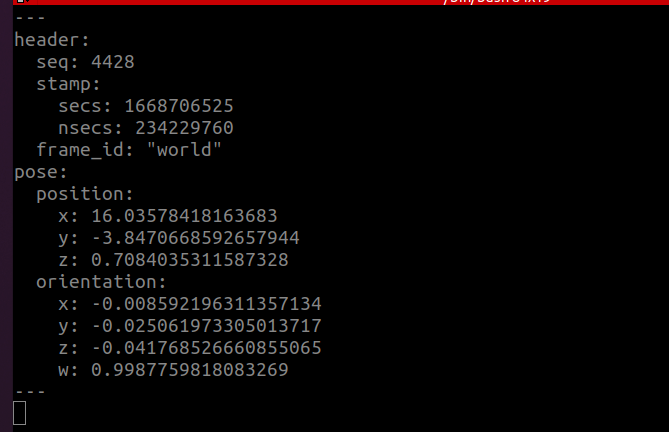 ---
header:
  seq: 4428
  stamp:
    secs: 1668706525
    nsecs: 234229760
  frame_id: "world"
pose:
  position:
    x: 16.03578418163683
    y: -3.8470668592657944
    z: 0.7084035311587328
  orientation:
    x: -0.008592196311357134
    y: -0.025061973305013717
    z: -0.041768526660855065
    w: 0.9987759818083269
---